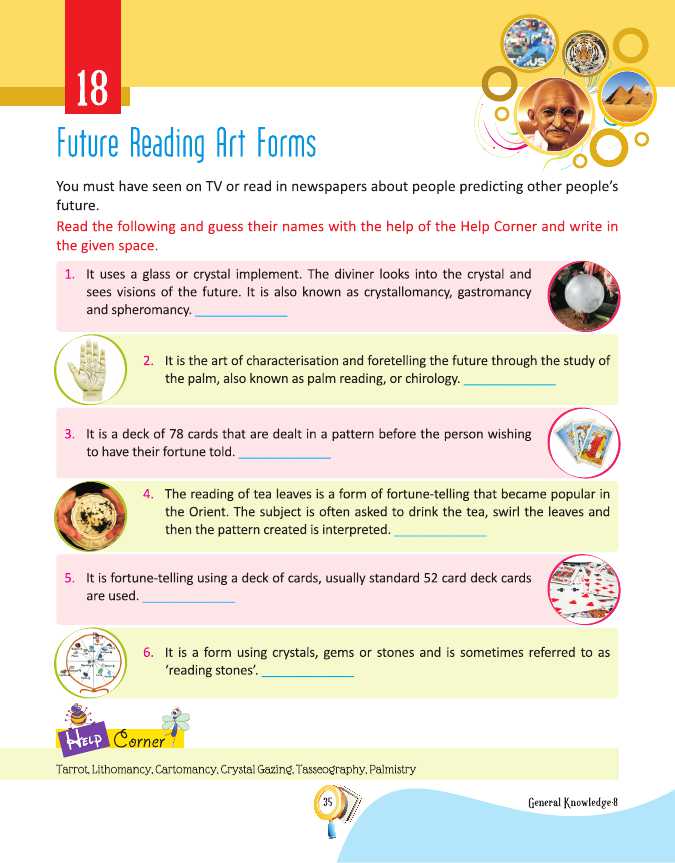 18
Future Reading Art Forms
You must have seen on TV or read in newspapers about people predicting other people's
future.
Read the following and guess their names with the help of the Help Corner and write in
the given space.
1. It uses a glass or crystal implement. The diviner looks into the crystal and
sees visions of the future. It is also known as crystallomancy, gastromancy
and spheromancy. ____________
2. It is the art of characterisation and foretelling the future through the study of
the palm, also known as palm reading, or chirology. ____________
3. It is a deck of 78 cards that are dealt in a pattern before the person wishing
to have their fortune told. ____________
4. The reading of tea leaves is a form of fortune-telling that became popular in
the Orient. The subject is often asked to drink the tea, swirl the leaves and
then the pattern created is interpreted. ____________
5. It is fortune-telling using a deck of cards, usually standard 52 card deck cards
are used. ____________
6. It is a form using crystals, gems or stones and is sometimes referred to as
'reading stones'. ____________
Help Corner
Tarrot, Lithomancy, Cartomancy, Crystal Gazing, Tasseography, Palmistry
35
General Knowledge-8